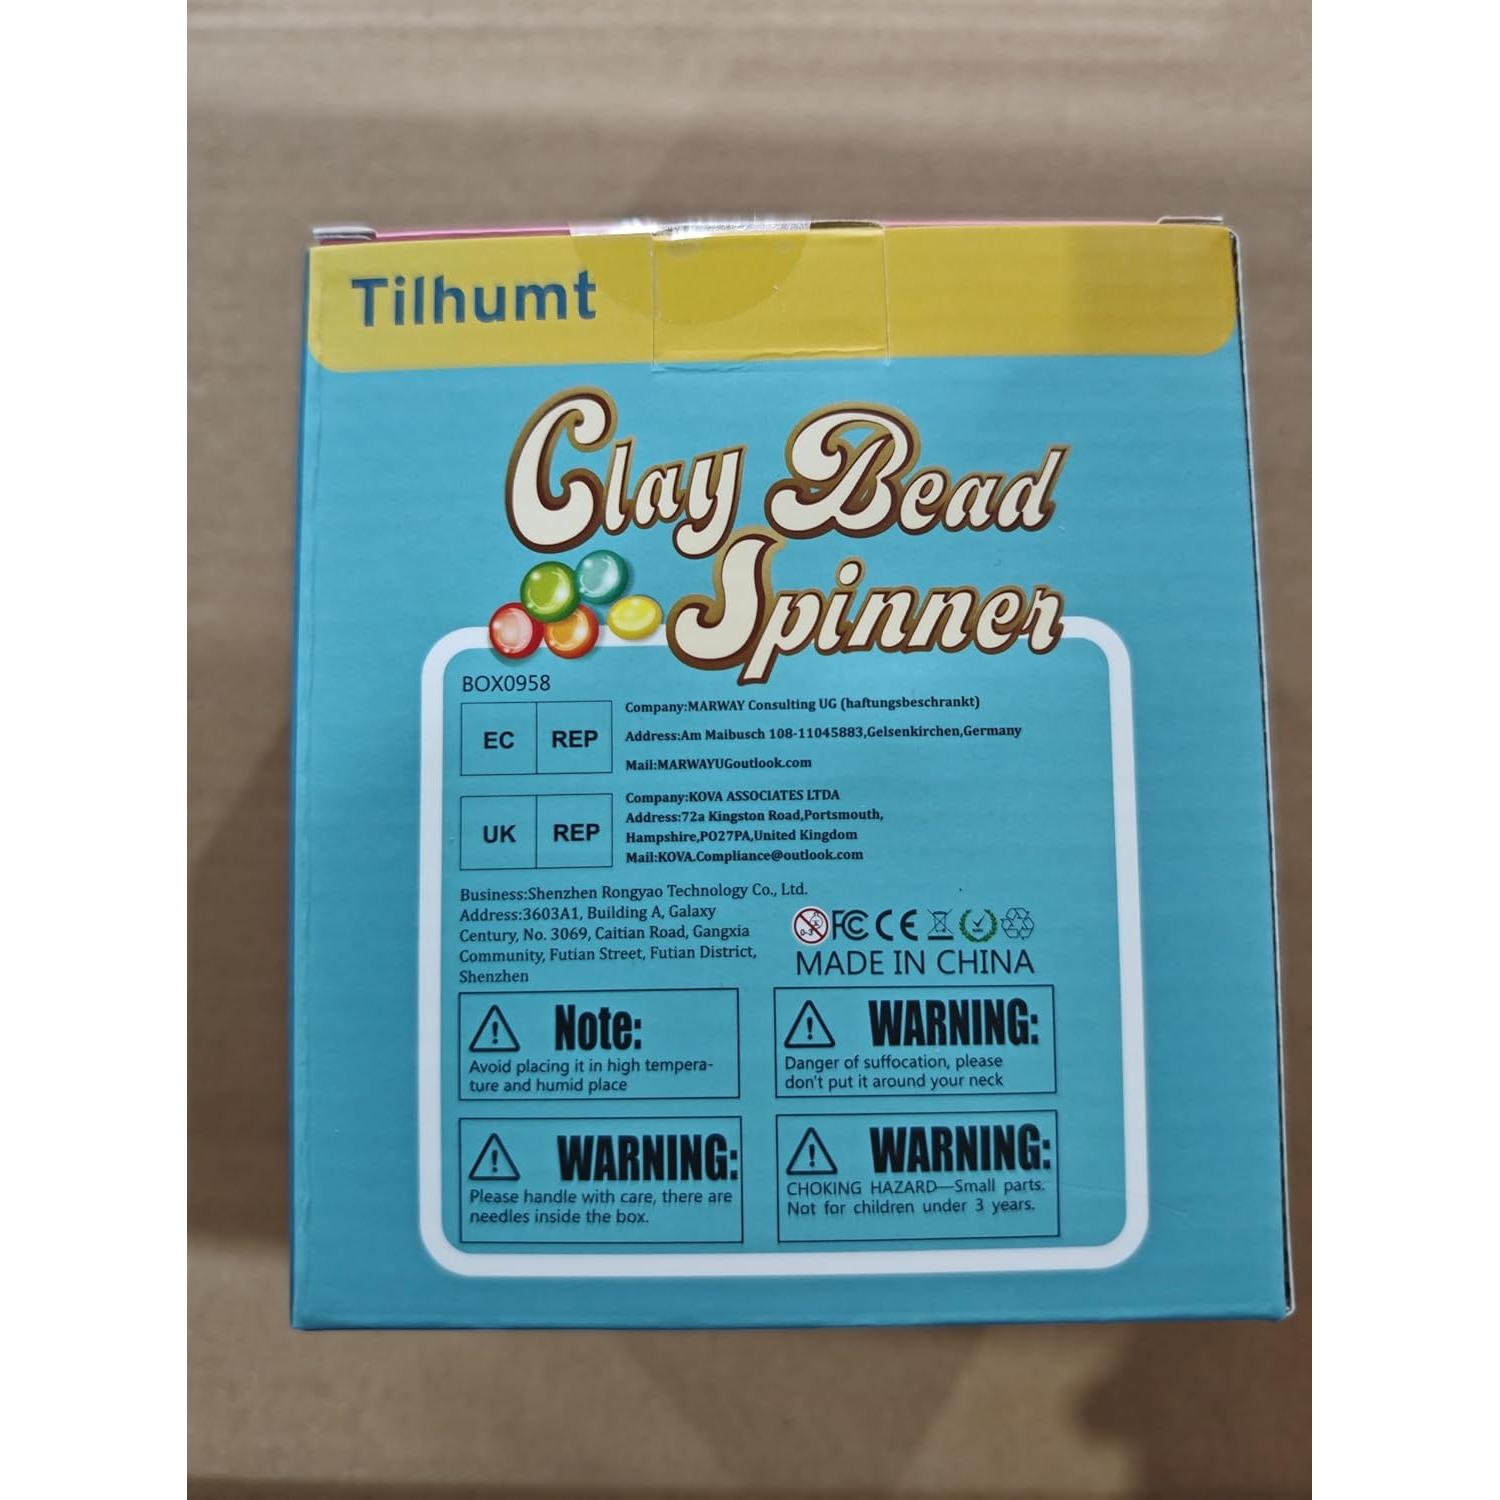 Tilhumt
Clay Bead
Spinner
BOX0958
EC REP
Company:MARWAY Consulting UG (haftungsbeschrankt)
Address:Am Maibusch 108-11045883,Gelsenkirchen,Germany
Mail:MARWAYUGoutlook.com
UK REP
Company:KOVA ASSOCIATES LTDA
Address:72a Kingston Road,Portsmouth,
Hampshire,PO27PA,United Kingdom
Mail:KOVA.Compliance@outlook.com
Business:Shenzhen Rongyao Technology Co., Ltd.
Address:3603A1, Building A, Galaxy
Century, No. 3069, Caitian Road, Gangxia
Community, Futian Street, Futian District,
Shenzhen
0-3 FC CE
MADE IN CHINA
Note:
Avoid placing it in high tempera-
ture and humid place
WARNING:
Danger of suffocation, please
don't put it around your neck
WARNING:
Please handle with care, there are
needles inside the box.
WARNING:
CHOKING HAZARD—Small parts.
Not for children under 3 years.